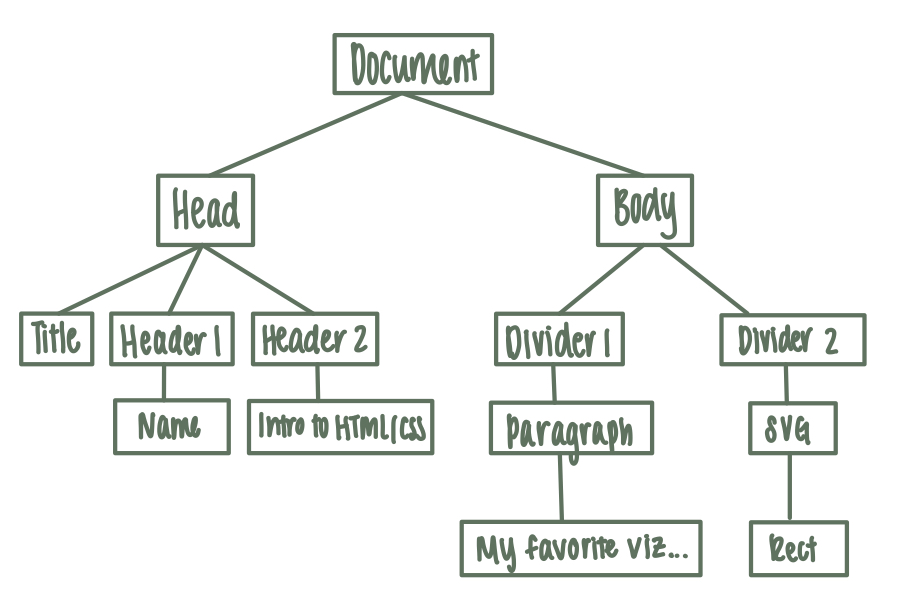 Document
Head
Body
Title
Header 1
Header 2
Divider 1
Divider 2
Name
Intro to HTML/CSS
Paragraph
SVG
My favorite viz...
Rect